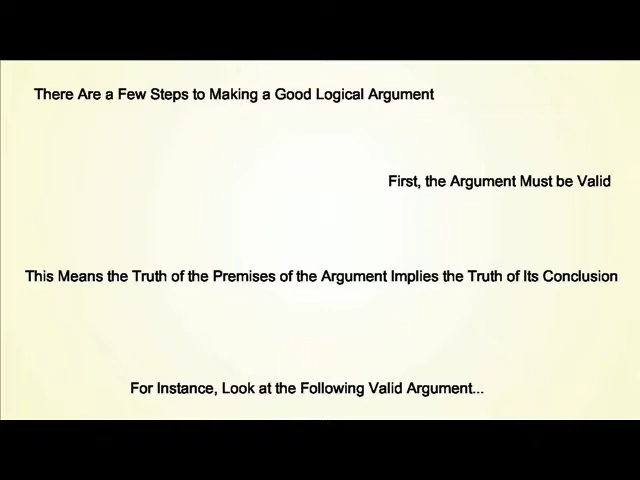 There Are a Few Steps to Making a Good Logical Argument
First, the Argument Must be Valid
This Means the Truth of the Premises of the Argument Implies the Truth of Its Conclusion
For Instance, Look at the Following Valid Argument...